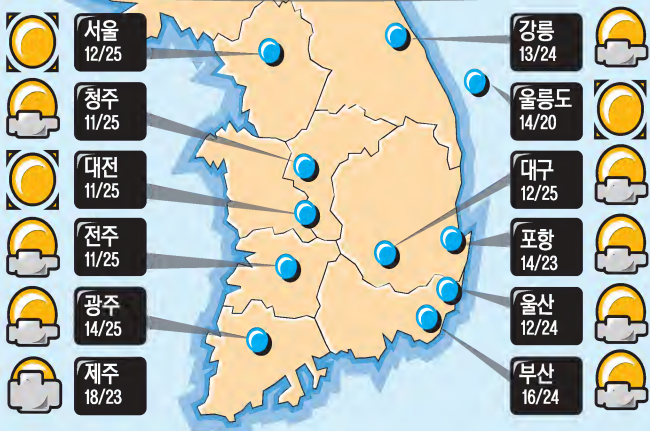 서울
12/25
청주
11/25
대전
11/25
전주
11/25
광주
14/25
제주
18/23
강릉
13/24
울릉도
14/20
대구
12/25
포항
14/23
울산
12/24
부산
16/24